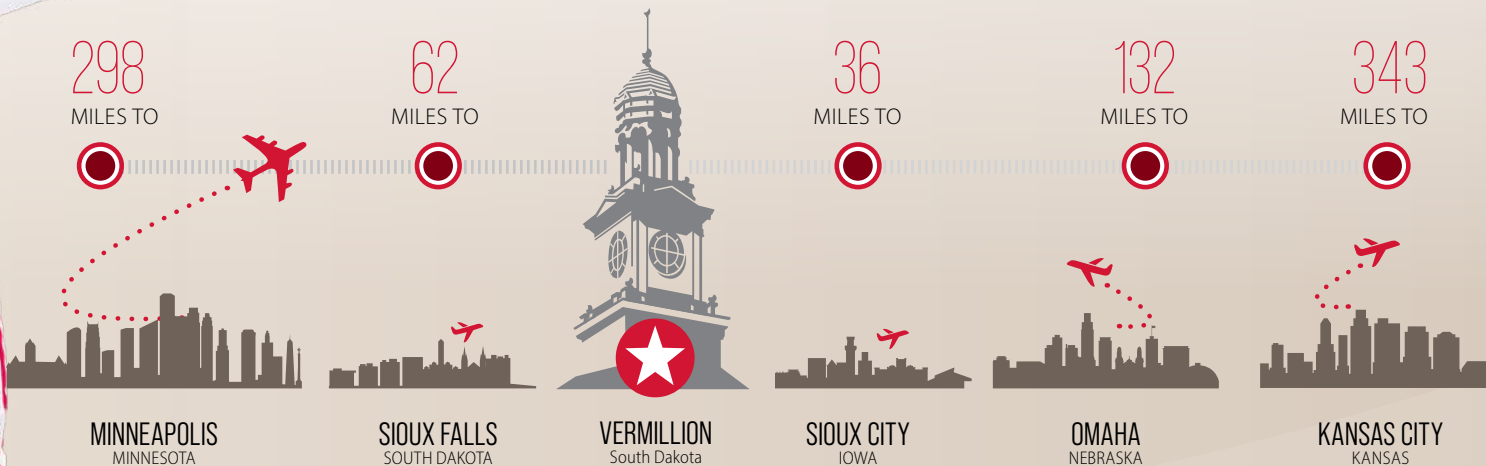 298
MILES TO
62
MILES TO
36
MILES TO
132
MILES TO
343
MILES TO
MINNEAPOLIS
MINNESOTA
SIOUX FALLS
SOUTH DAKOTA
VERMILLION
South Dakota
SIOUX CITY
IOWA
OMAHA
NEBRASKA
KANSAS CITY
KANSAS